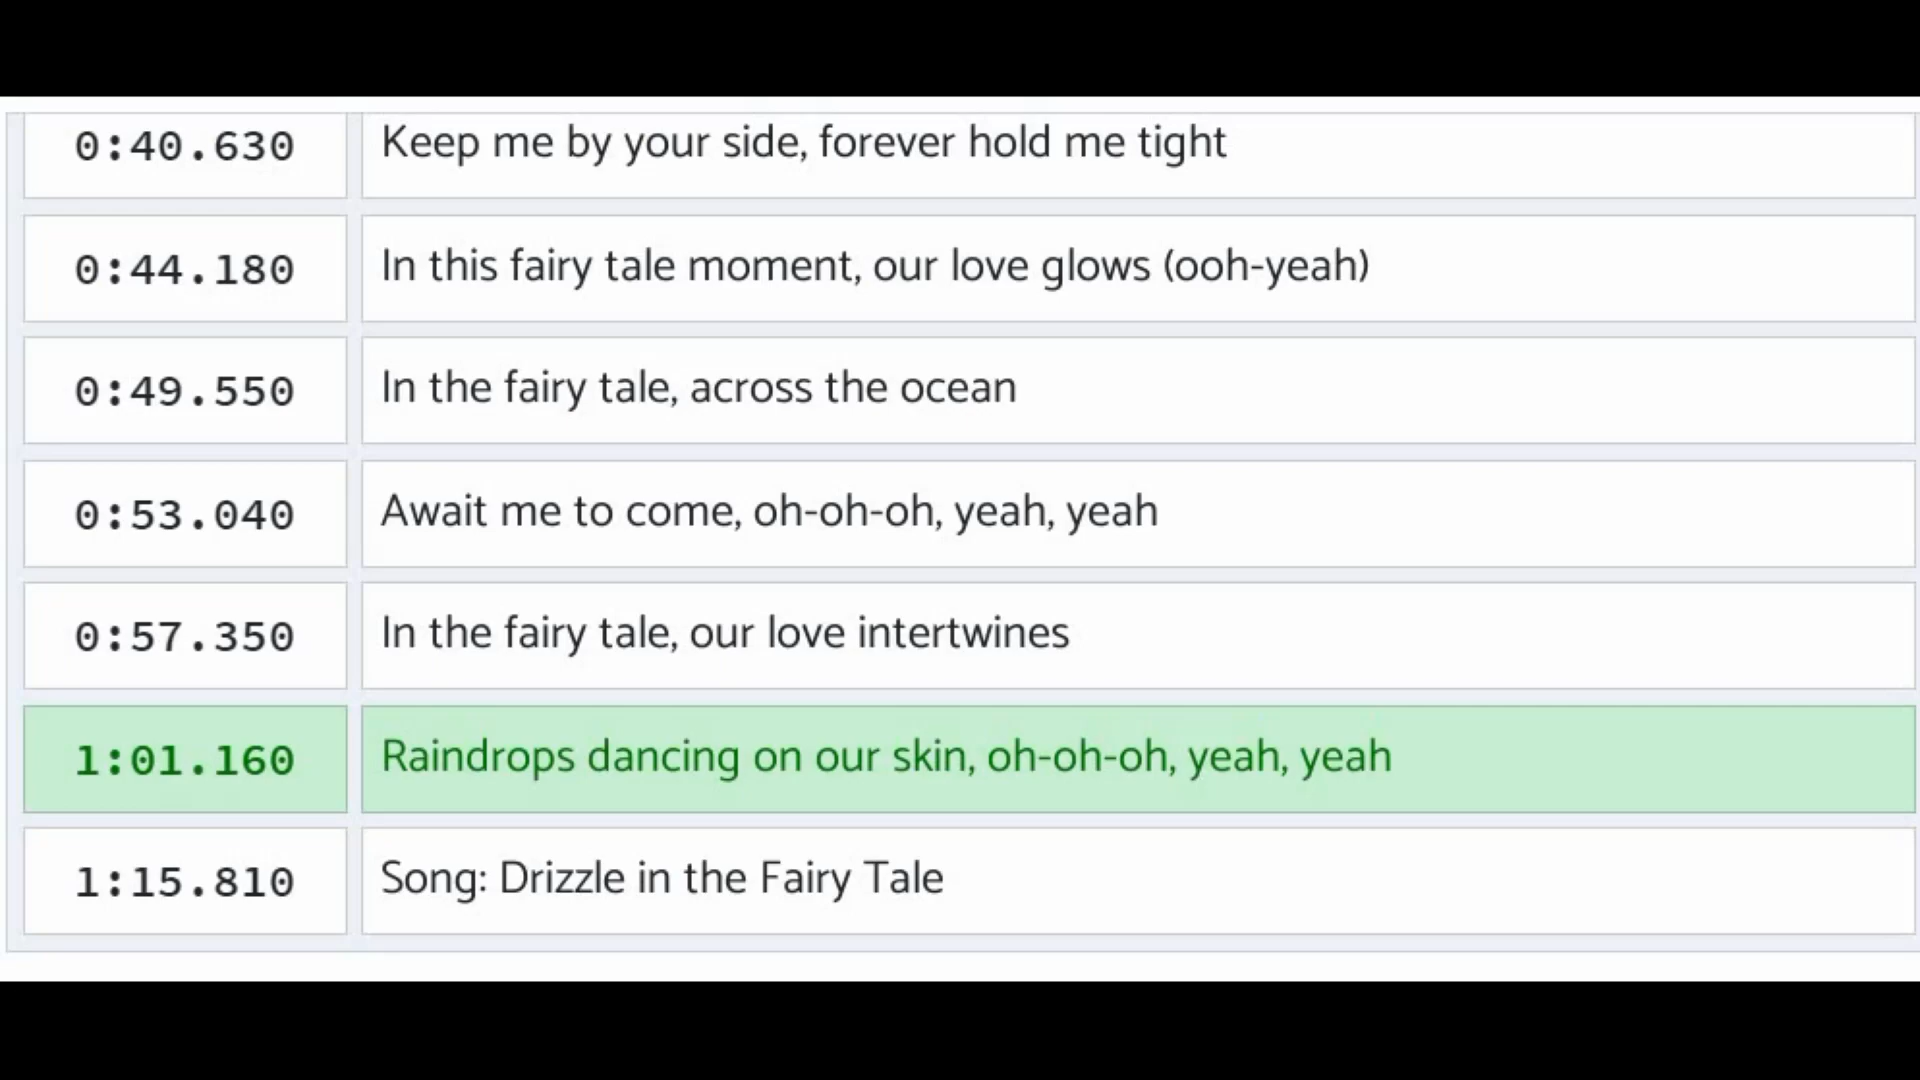 0:40.630 Keep me by your side, forever hold me tight
0:44.180 In this fairy tale moment, our love glows (ooh-yeah)
0:49.550 In the fairy tale, across the ocean
0:53.040 Await me to come, oh-oh-oh, yeah, yeah
0:57.350 In the fairy tale, our love intertwines
1:01.160 Raindrops dancing on our skin, oh-oh-oh, yeah, yeah
1:15.810 Song: Drizzle in the Fairy Tale